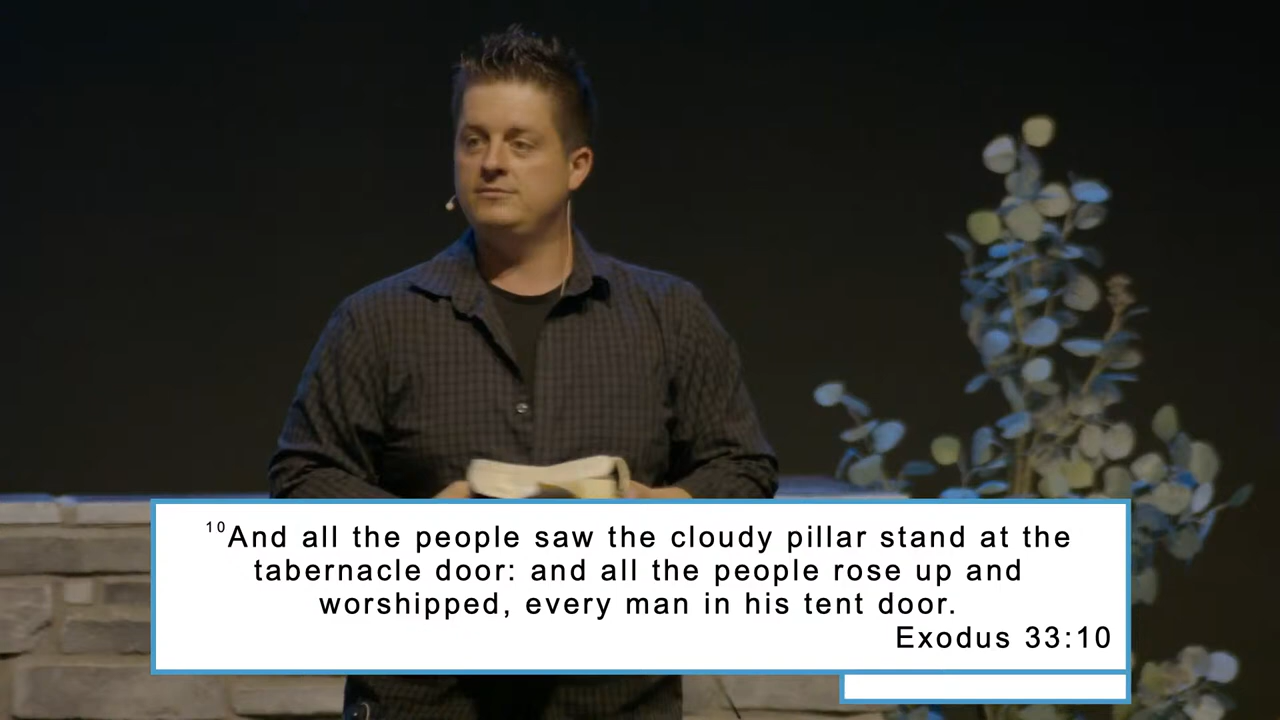 ¹⁰And all the people saw the cloudy pillar stand at the
tabernacle door: and all the people rose up and
worshipped, every man in his tent door.
Exodus 33:10